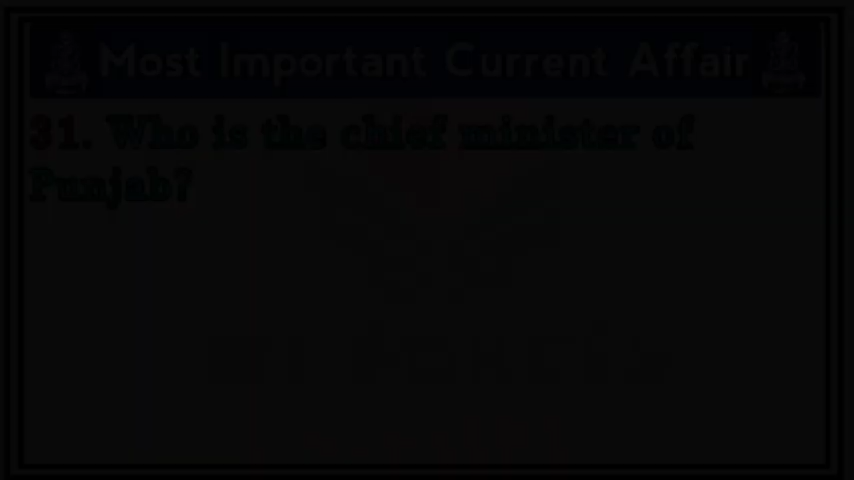 Most Important Current Affair
31. Who is the chief minister of
Punjab?